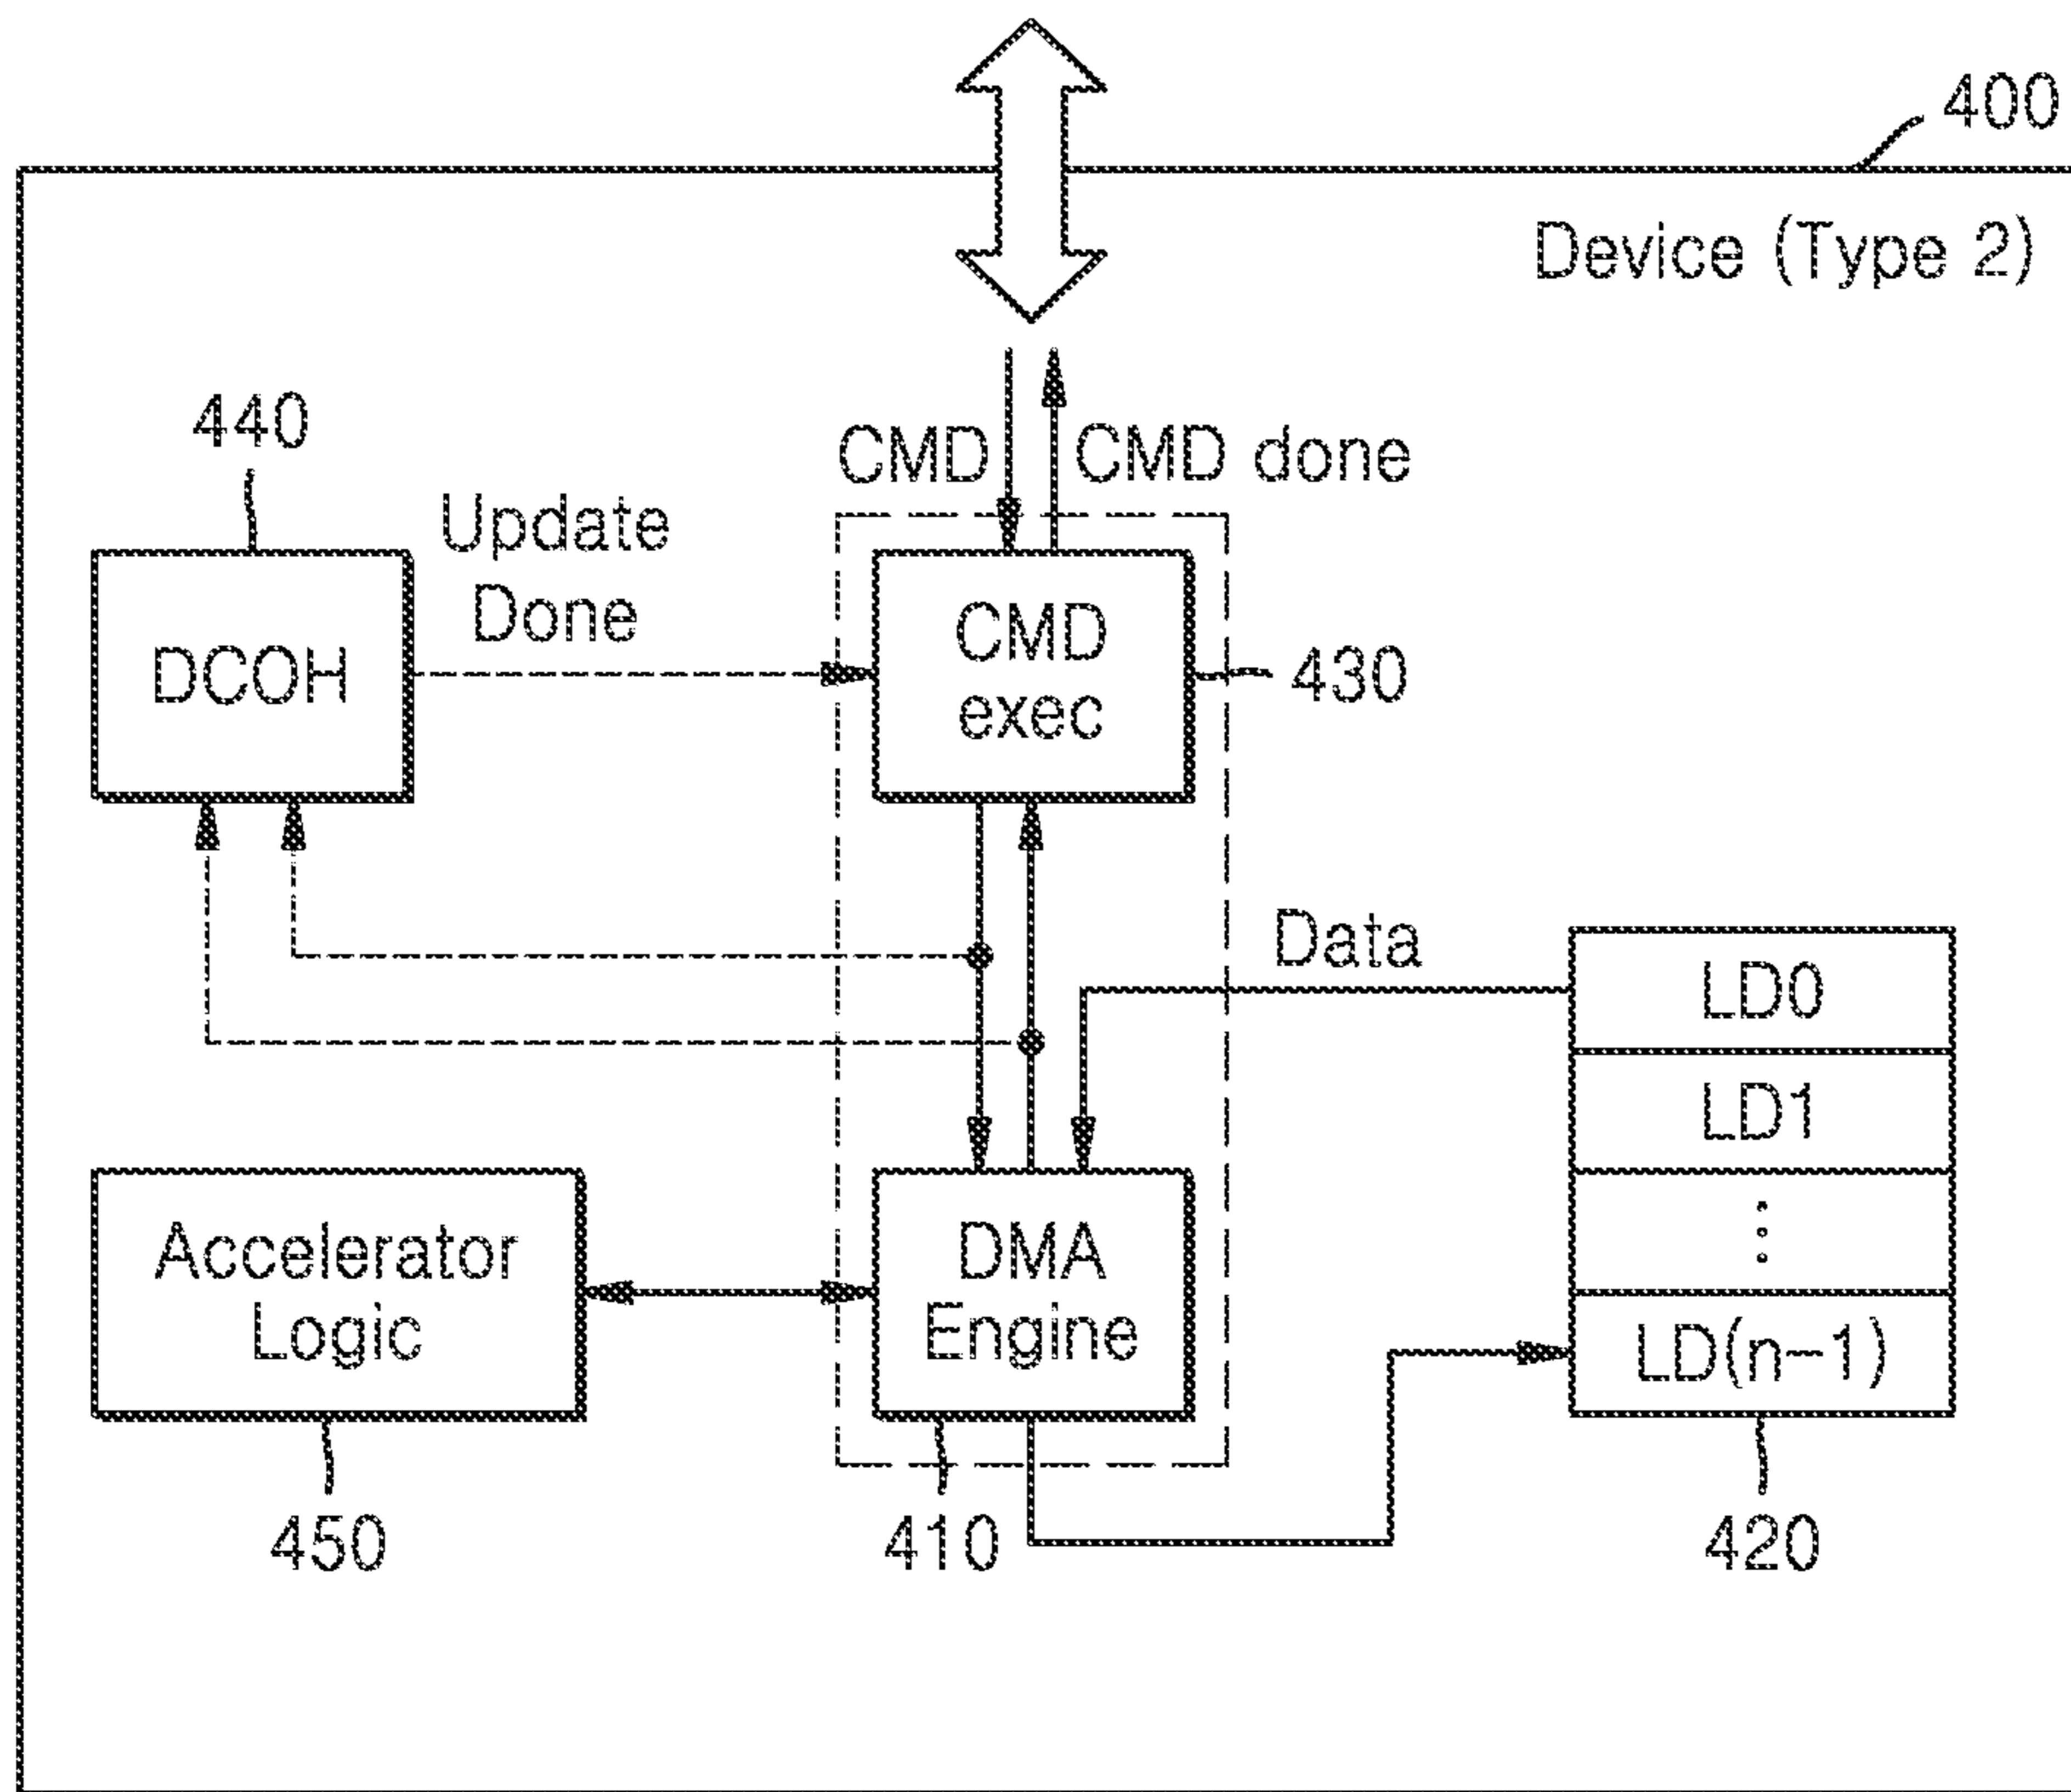 400
Device (Type 2)
440
CMD
CMD done
Update
Done
DCOH
CMD
exec
430
Data
LD0
LD1
⋮
LD(n-1)
Accelerator
Logic
DMA
Engine
450
410
420